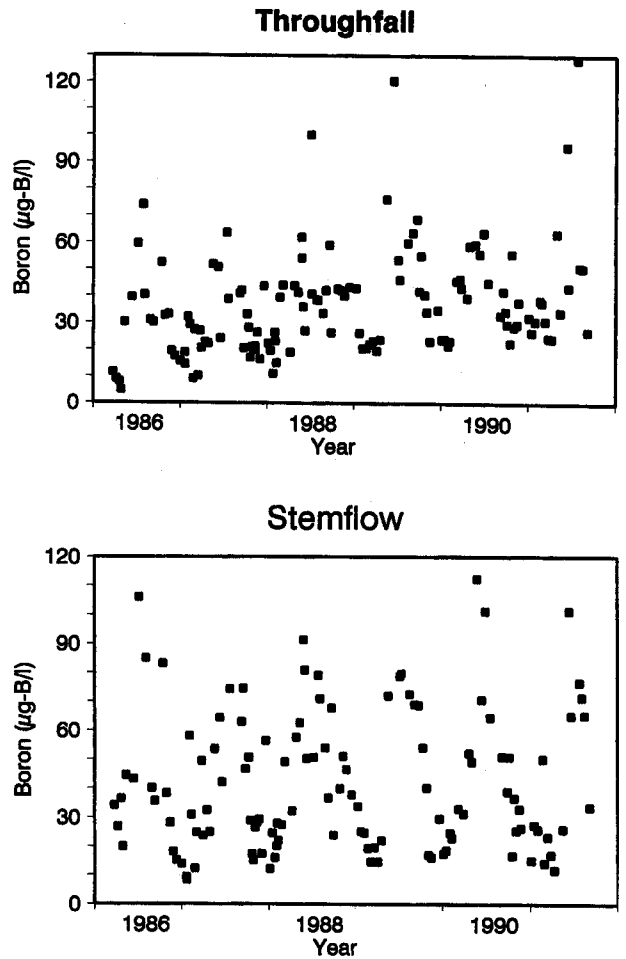 Throughfall
120
90
60
30
0
Boron (µg-B/l)
1986 1988 1990
Year
Stemflow
120
90
60
30
0
Boron (µg-B/l)
1986 1988 1990
Year